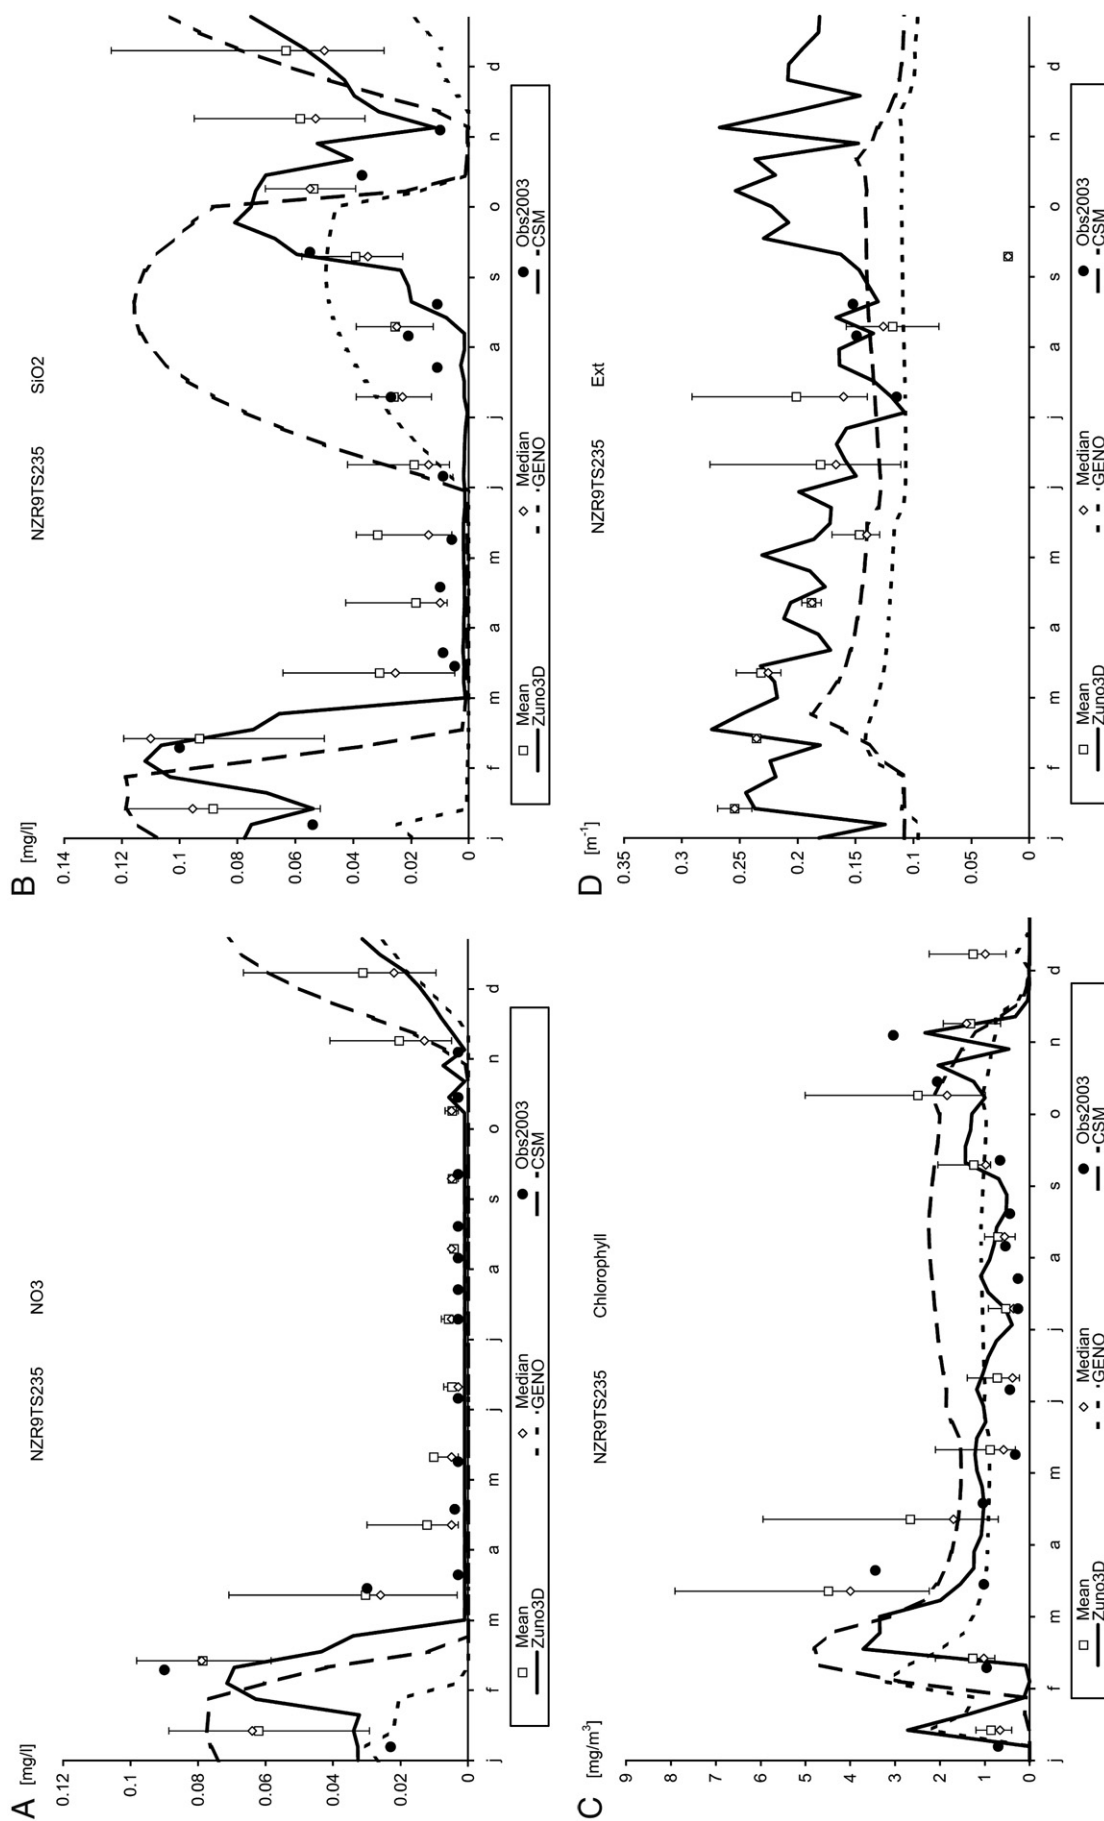 A [mg/l] NZR9TS235 NO3
0.12
0.1
0.08
0.06
0.04
0.02
0
j f m a m j j a s o n d
Mean Median Obs2003
Zuno3D GENO CSM
B [mg/l] NZR9TS235 SiO2
0.14
0.12
0.1
0.08
0.06
0.04
0.02
0
j f m a m j j a s o n d
Mean Median Obs2003
Zuno3D GENO CSM
C [mg/m³] NZR9TS235 Chlorophyll
9
8
7
6
5
4
3
2
1
0
j f m a m j j a s o n d
Mean Median Obs2003
Zuno3D GENO CSM
D [m⁻¹] NZR9TS235 Ext
0.35
0.3
0.25
0.2
0.15
0.1
0.05
0
j f m a m j j a s o n d
Mean Median Obs2003
Zuno3D GENO CSM